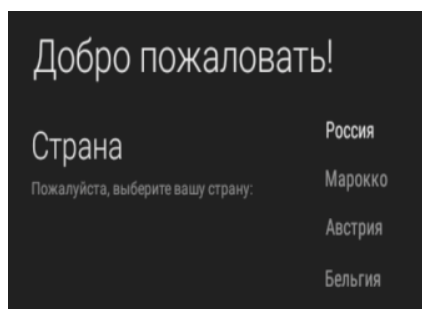 Добро пожаловать!
Страна
Пожалуйста, выберите вашу страну:
Россия
Марокко
Австрия
Бельгия